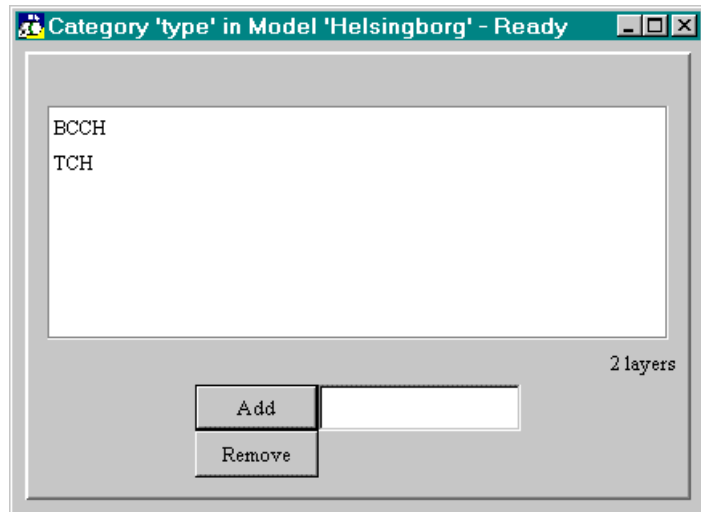 Category 'type' in Model 'Helsingborg' - Ready
BCCH
TCH
2 layers
Add
Remove